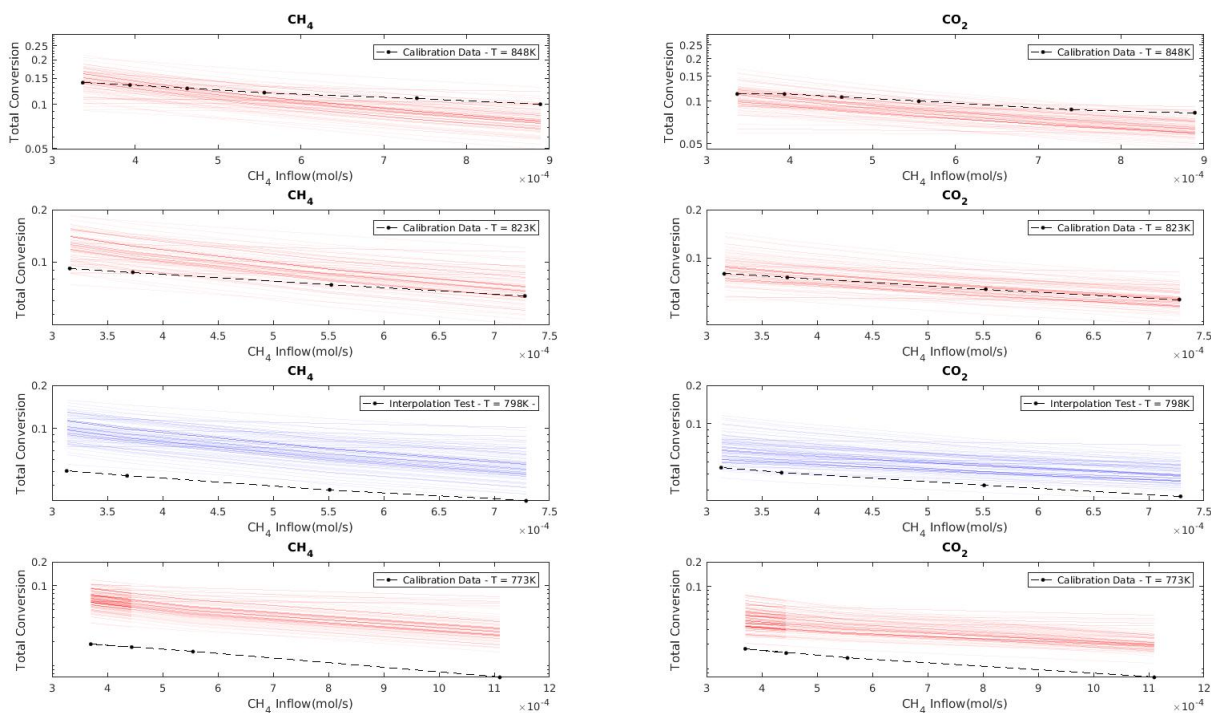 CH4
0.25
0.15
0.1
0.05
Total Conversion
Calibration Data - T = 848K
3 4 5 6 7 8 9
CH4 Inflow(mol/s)
×10-4
CO2
0.25
0.15
0.1
0.05
Total Conversion
Calibration Data - T = 848K
3 4 5 6 7 8 9
CH4 Inflow(mol/s)
×10-4
CH4
0.2
0.1
Total Conversion
Calibration Data - T = 823K
3 3.5 4 4.5 5 5.5 6 6.5 7 7.5
CH4 Inflow(mol/s)
×10-4
CO2
0.2
0.1
Total Conversion
Calibration Data - T = 823K
3 3.5 4 4.5 5 5.5 6 6.5 7 7.5
CH4 Inflow(mol/s)
×10-4
CH4
0.2
0.1
Total Conversion
Interpolation Test - T = 798K -
3 3.5 4 4.5 5 5.5 6 6.5 7 7.5
CH4 Inflow(mol/s)
×10-4
CO2
0.2
0.1
Total Conversion
Interpolation Test - T = 798K
3 3.5 4 4.5 5 5.5 6 6.5 7 7.5
CH4 Inflow(mol/s)
×10-4
CH4
0.2
0.1
Total Conversion
Calibration Data - T = 773K
3 4 5 6 7 8 9 10 11 12
CH4 Inflow(mol/s)
×10-4
CO2
0.2
0.1
Total Conversion
Calibration Data - T = 773K
3 4 5 6 7 8 9 10 11 12
CH4 Inflow(mol/s)
×10-4